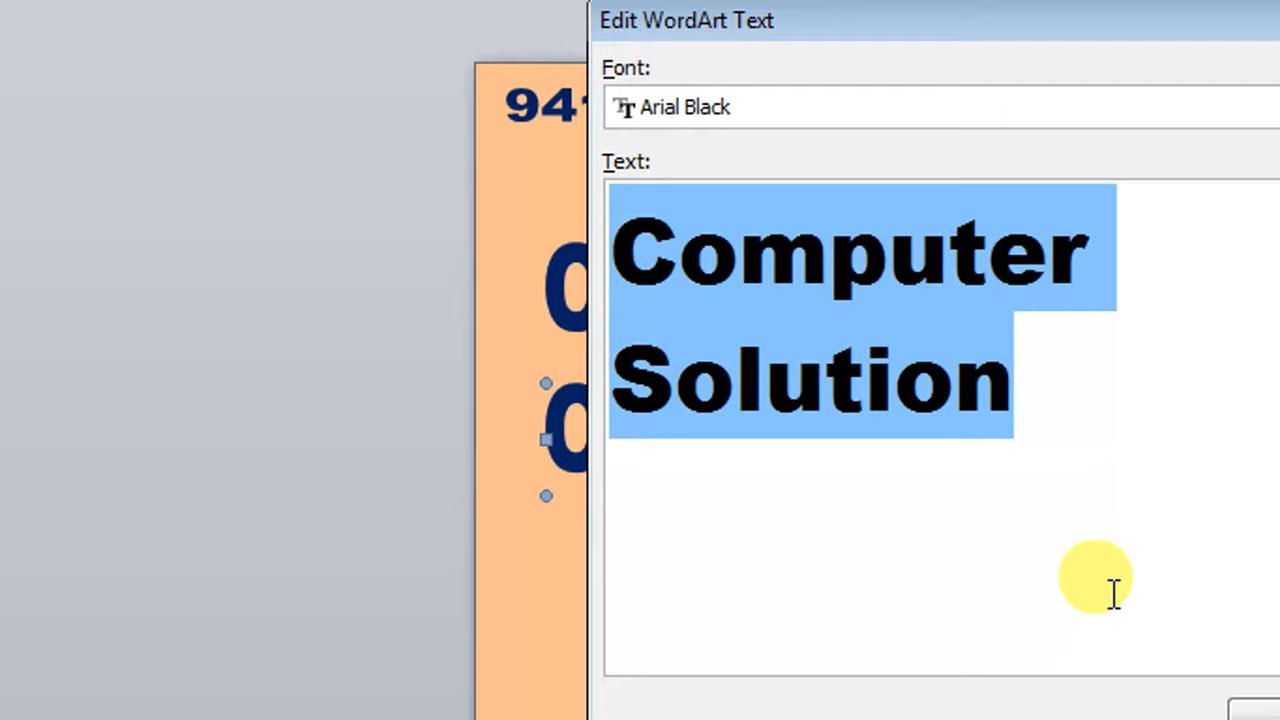 Edit WordArt Text
Font:
Arial Black
Text:
Computer
Solution